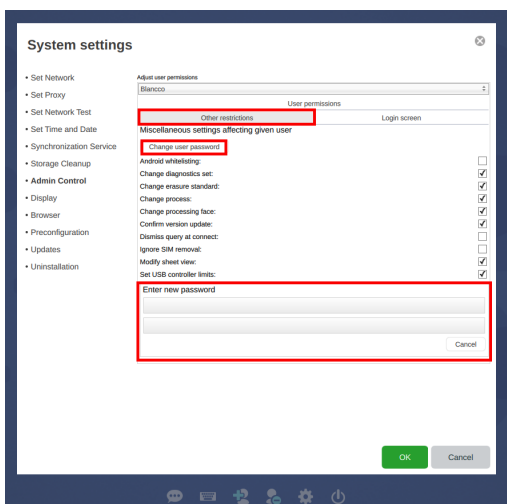 System settings
• Set Network
• Set Proxy
• Set Network Test
• Set Time and Date
• Synchronization Service
• Storage Cleanup
• Admin Control
• Display
• Browser
• Preconfiguration
• Updates
• Uninstallation
Adjust user permissions
Blancco
User permissions
Other restrictions
Login screen
Miscellaneous settings affecting given user
Change user password
Android whitelisting:
Change diagnostics set:
Change erasure standard:
Change process:
Change processing face:
Confirm version update:
Dismiss query at connect:
Ignore SIM removal:
Modify sheet view:
Set USB controller limits:
Enter new password
Cancel
OK
Cancel